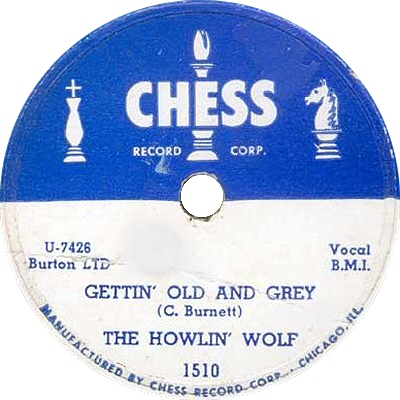 CHESS
RECORD CORP.
U-7426 Vocal
Burton LTD B.M.I.
GETTIN' OLD AND GREY
(C. Burnett)
THE HOWLIN' WOLF
1510
MANUFACTURED BY CHESS RECORD CORP. - CHICAGO, ILL.